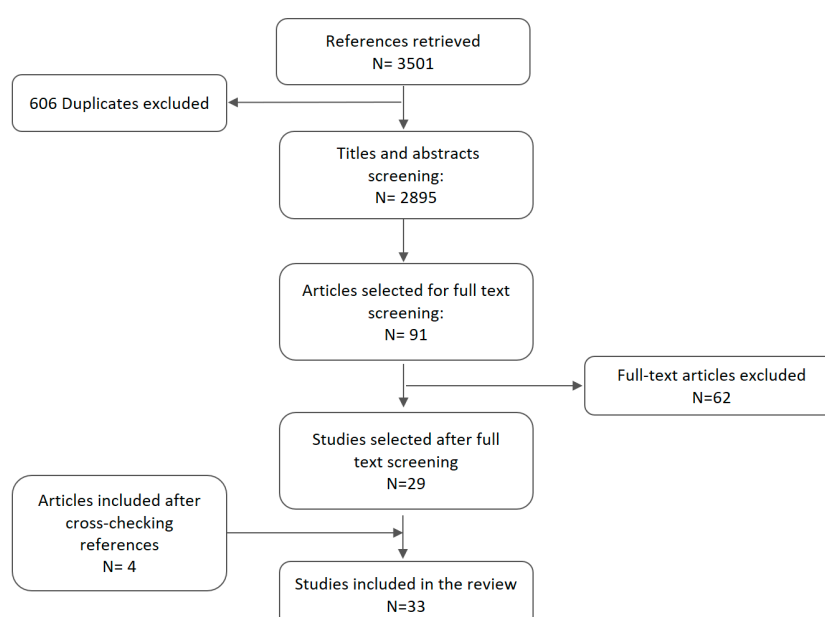 References retrieved
N= 3501
606 Duplicates excluded
Titles and abstracts
screening:
N= 2895
Articles selected for full text
screening:
N= 91
Full-text articles excluded
N=62
Studies selected after full
text screening
N=29
Articles included after
cross-checking
references
N= 4
Studies included in the review
N=33